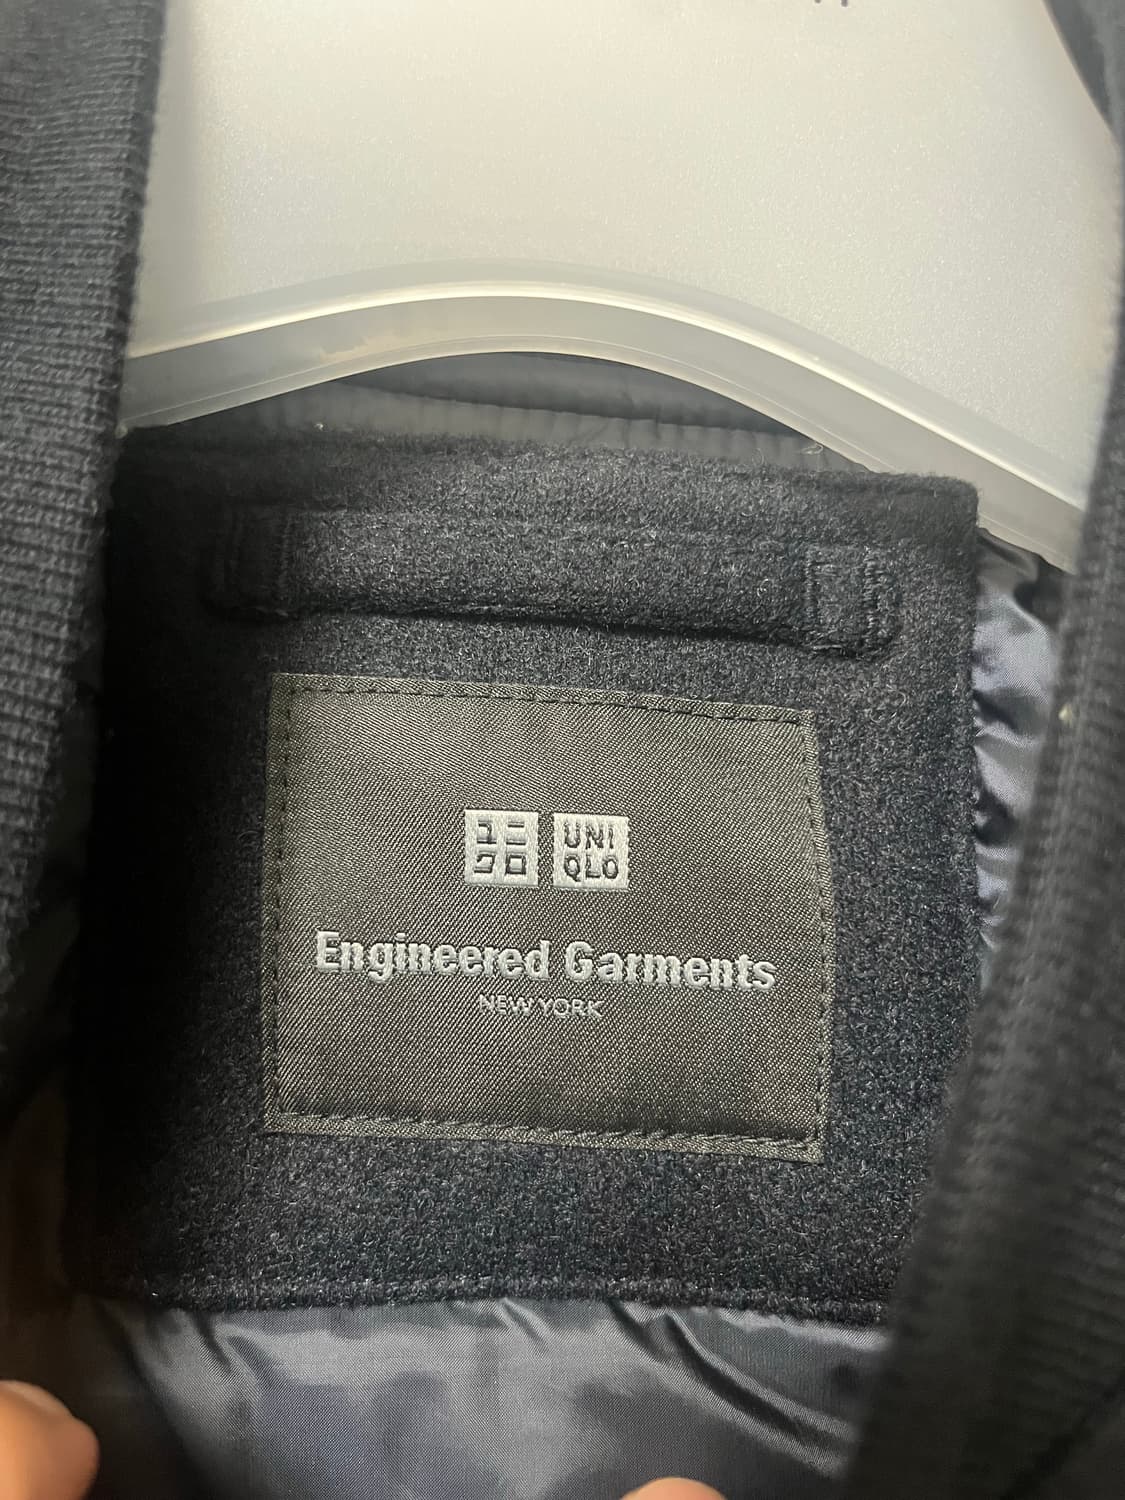 ユニ UNI
クロ QLO
Engineered Garments
NEW YORK